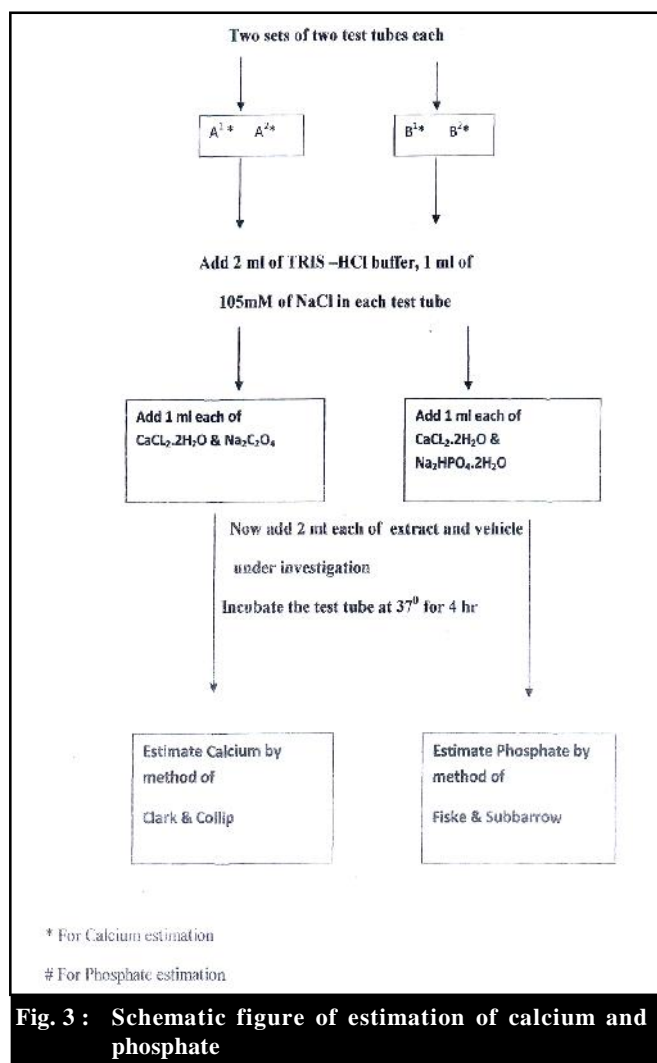 Two sets of two test tubes each
A¹* A²* B¹* B²*
Add 2 ml of TRIS –HCl buffer, 1 ml of
105mM of NaCl in each test tube
Add 1 ml each of
CaCL₂.2H₂O & Na₂C₂O₄
Add 1 ml each of
CaCL₂.2H₂O &
Na₂HPO₄.2H₂O
Now add 2 ml each of extract and vehicle
under investigation
Incubate the test tube at 37⁰ for 4 hr
Estimate Calcium by
method of
Clark & Collip
Estimate Phosphate by
method of
Fiske & Subbarrow
* For Calcium estimation
# For Phosphate estimation
Fig. 3 : Schematic figure of estimation of calcium and
phosphate